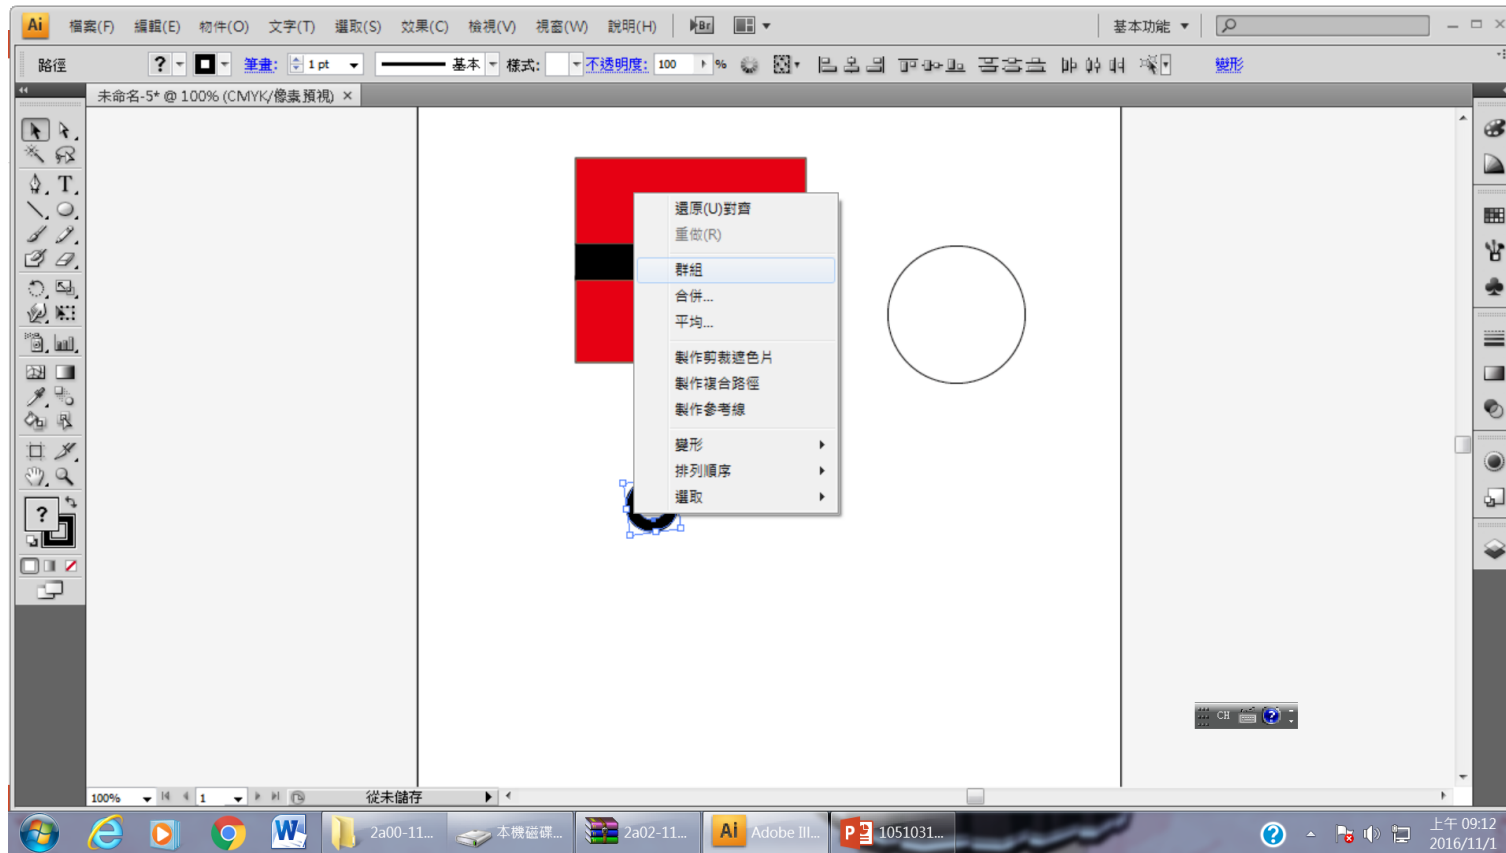 Ai 檔案(F) 編輯(E) 物件(O) 文字(T) 選取(S) 效果(C) 檢視(V) 視窗(W) 說明(H) Br 基本功能
路徑 ? 筆畫: 1 pt 基本 樣式: 不透明度: 100 % 變形
未命名-5* @ 100% (CMYK/像素預視) ×
T
還原(U)對齊
重做(R)
群組
合併...
平均...
製作剪裁遮色片
製作複合路徑
製作參考線
變形
排列順序
選取
?
CH ?
100% 1 從未儲存
2a00-11... 本機磁碟... 2a02-11... Ai Adobe Ill... 1051031... ? 上午 09:12
2016/11/1